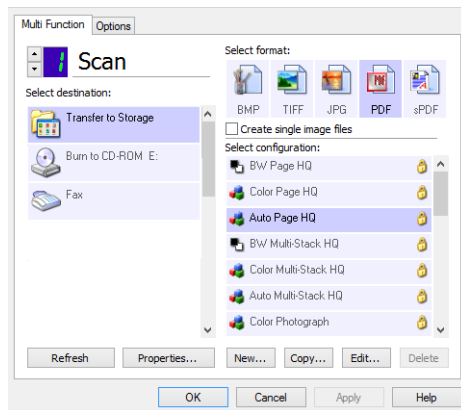 Multi Function Options
1 Scan
Select destination:
Transfer to Storage
Burn to CD-ROM E:
Fax
Select format:
BMP TIFF JPG PDF sPDF
Create single image files
Select configuration:
BW Page HQ
Color Page HQ
Auto Page HQ
BW Multi-Stack HQ
Color Multi-Stack HQ
Auto Multi-Stack HQ
Color Photograph
Refresh Properties... New... Copy... Edit... Delete
OK Cancel Apply Help